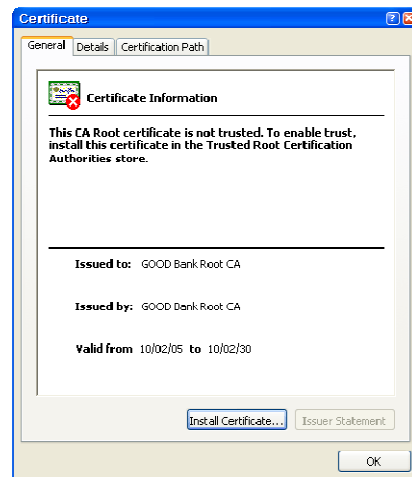 Certificate
General Details Certification Path
Certificate Information
This CA Root certificate is not trusted. To enable trust,
install this certificate in the Trusted Root Certification
Authorities store.
Issued to: GOOD Bank Root CA
Issued by: GOOD Bank Root CA
Valid from 10/02/05 to 10/02/30
Install Certificate... Issuer Statement
OK